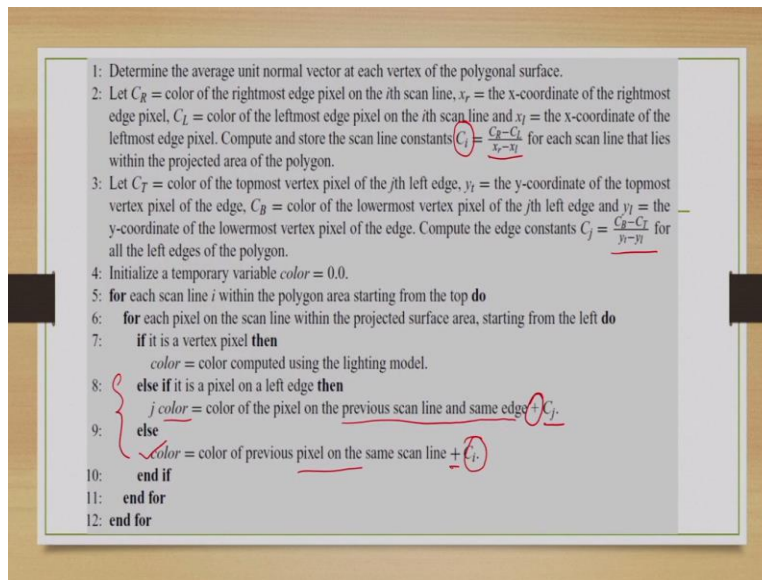 1: Determine the average unit normal vector at each vertex of the polygonal surface.
2: Let C_R = color of the rightmost edge pixel on the ith scan line, x_r = the x-coordinate of the rightmost
edge pixel, C_L = color of the leftmost edge pixel on the ith scan line and x_l = the x-coordinate of the
leftmost edge pixel. Compute and store the scan line constants C_i = (C_R−C_L)/(x_r−x_l) for each scan line that lies
within the projected area of the polygon.
3: Let C_T = color of the topmost vertex pixel of the jth left edge, y_t = the y-coordinate of the topmost
vertex pixel of the edge, C_B = color of the lowermost vertex pixel of the jth left edge and y_l = the
y-coordinate of the lowermost vertex pixel of the edge. Compute the edge constants C_j = (C_B−C_T)/(y_t−y_l) for
all the left edges of the polygon.
4: Initialize a temporary variable color = 0.0.
5: for each scan line i within the polygon area starting from the top do
6: for each pixel on the scan line within the projected surface area, starting from the left do
7: if it is a vertex pixel then
color = color computed using the lighting model.
8: else if it is a pixel on a left edge then
j color = color of the pixel on the previous scan line and same edge + C_j.
9: else
color = color of previous pixel on the same scan line + C_i.
10: end if
11: end for
12: end for